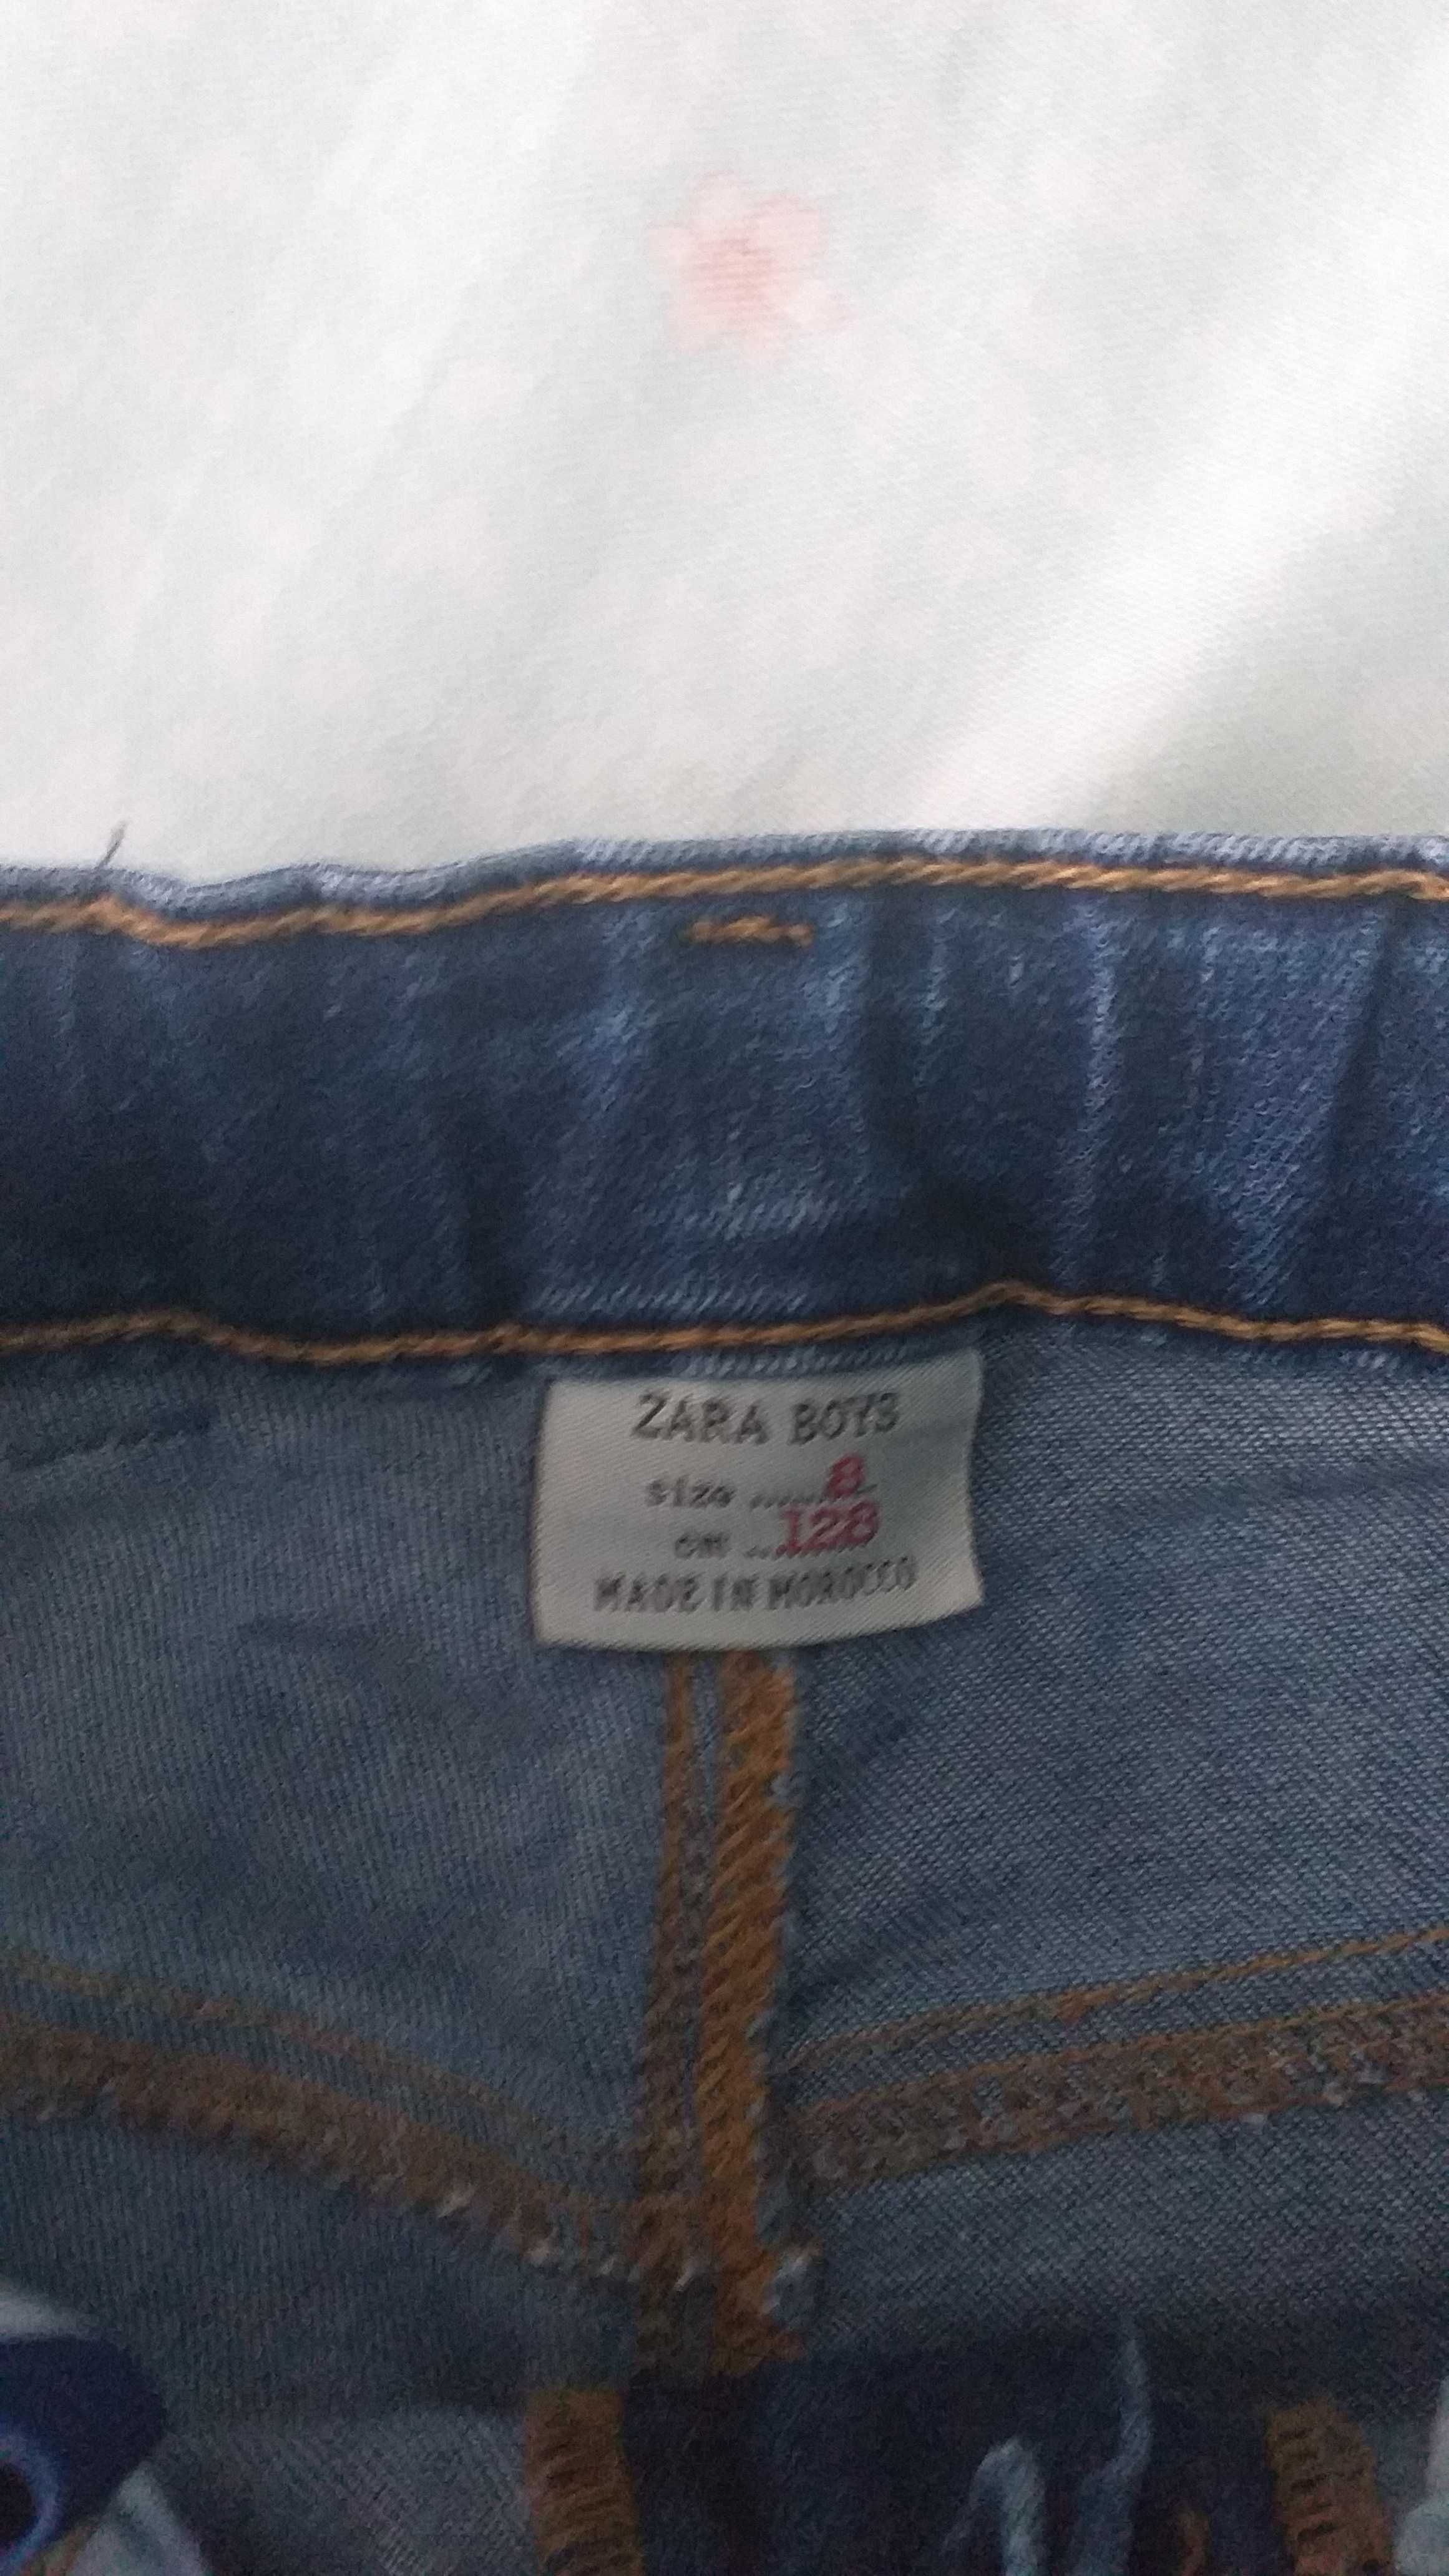 ZARA BOYS
size ......8
cm ...128
MADE IN MOROCCO